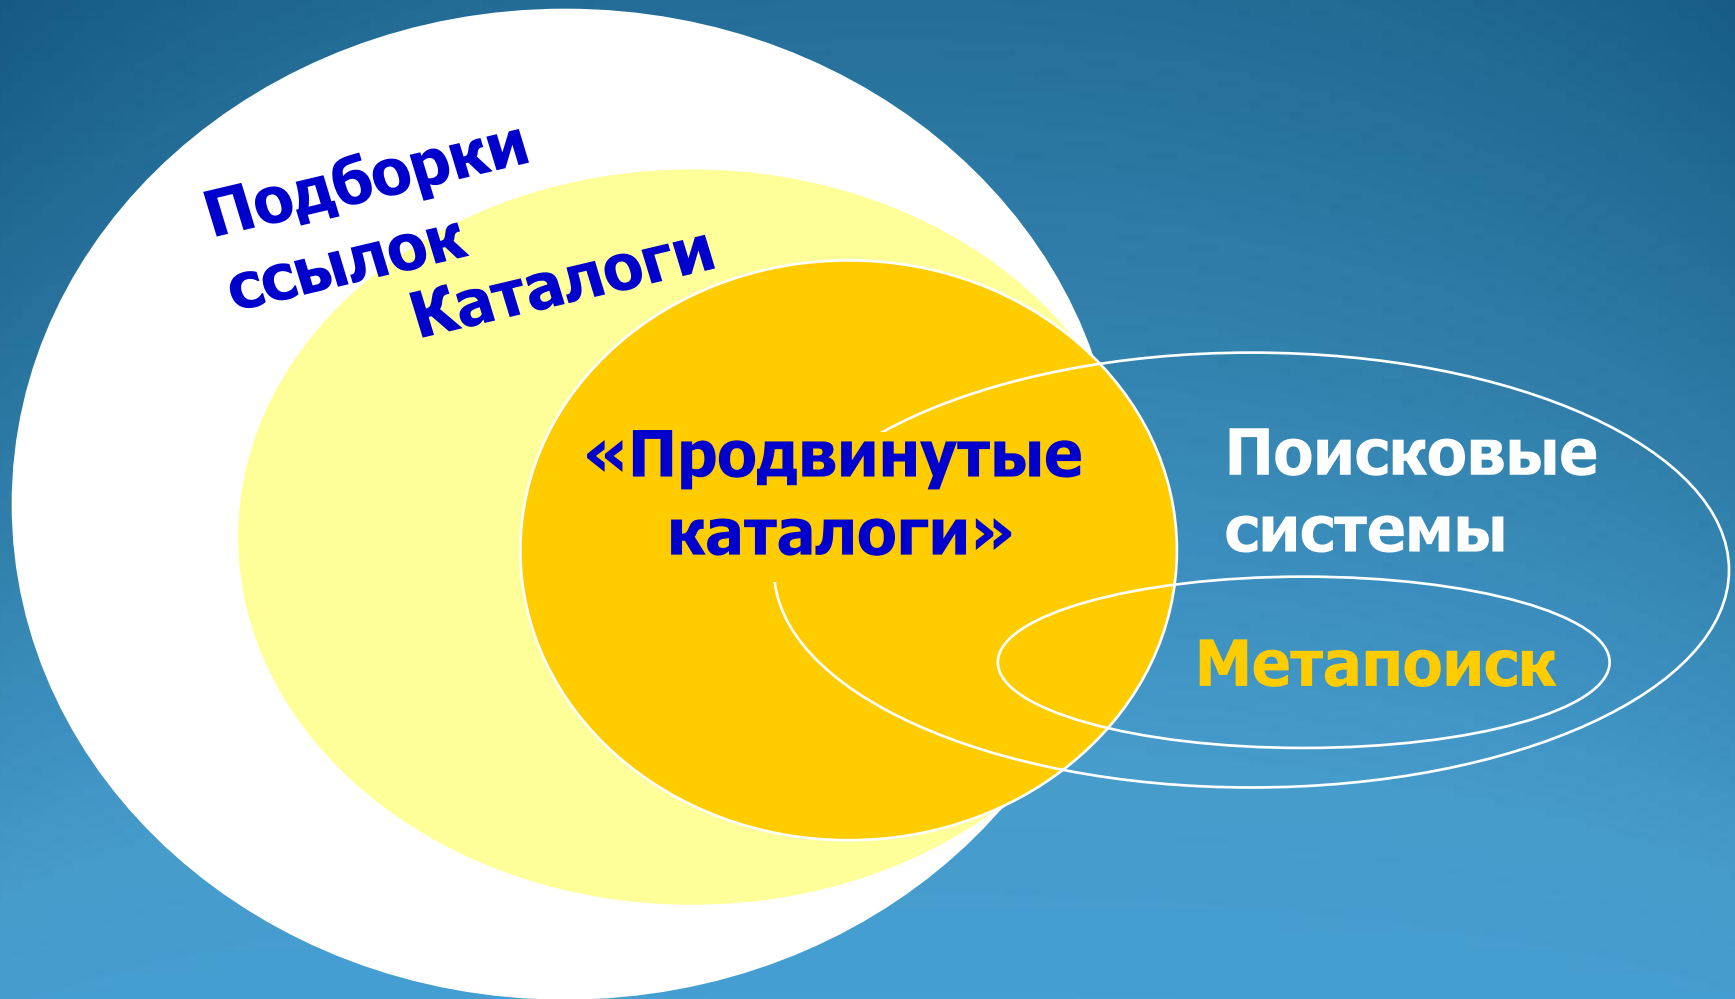 Подборки
ссылок
Каталоги
«Продвинутые
каталоги»
Поисковые
системы
Метапоиск